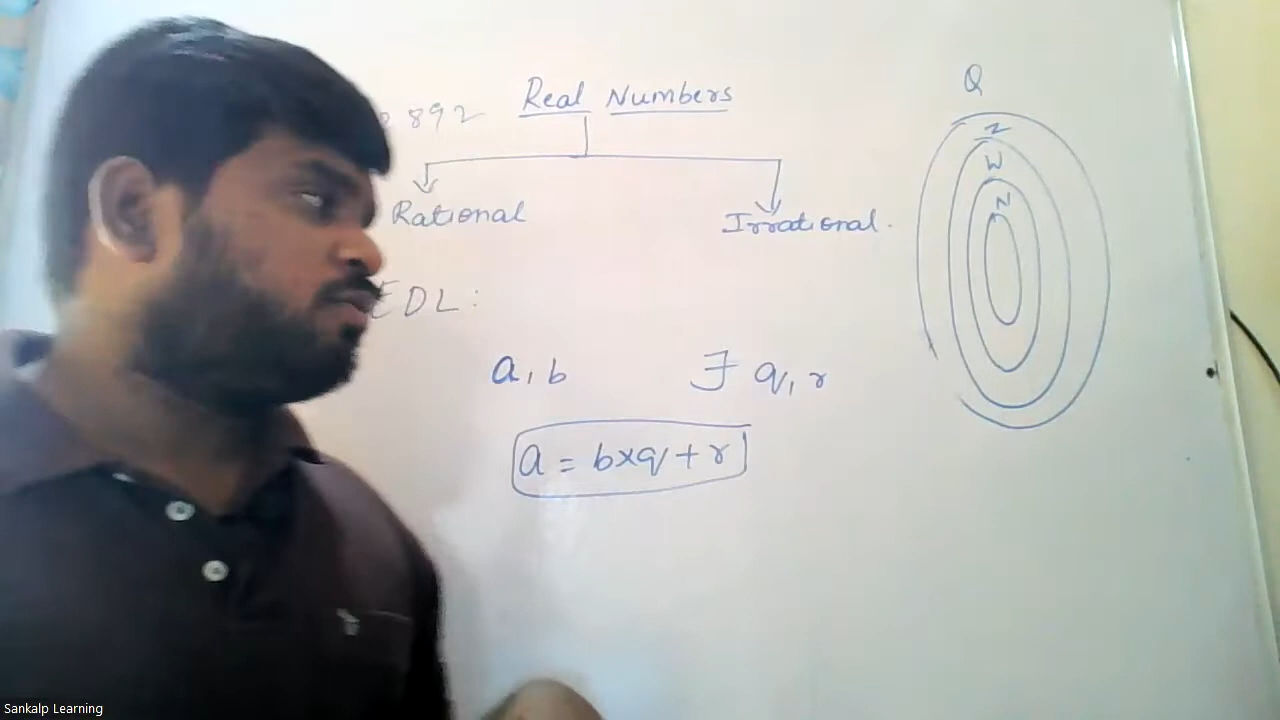 Real Numbers
892
Rational
Irrational.
EDL:
a, b
∃ q, r
a = b×q + r
Q
Z
W
N
Sankalp Learning